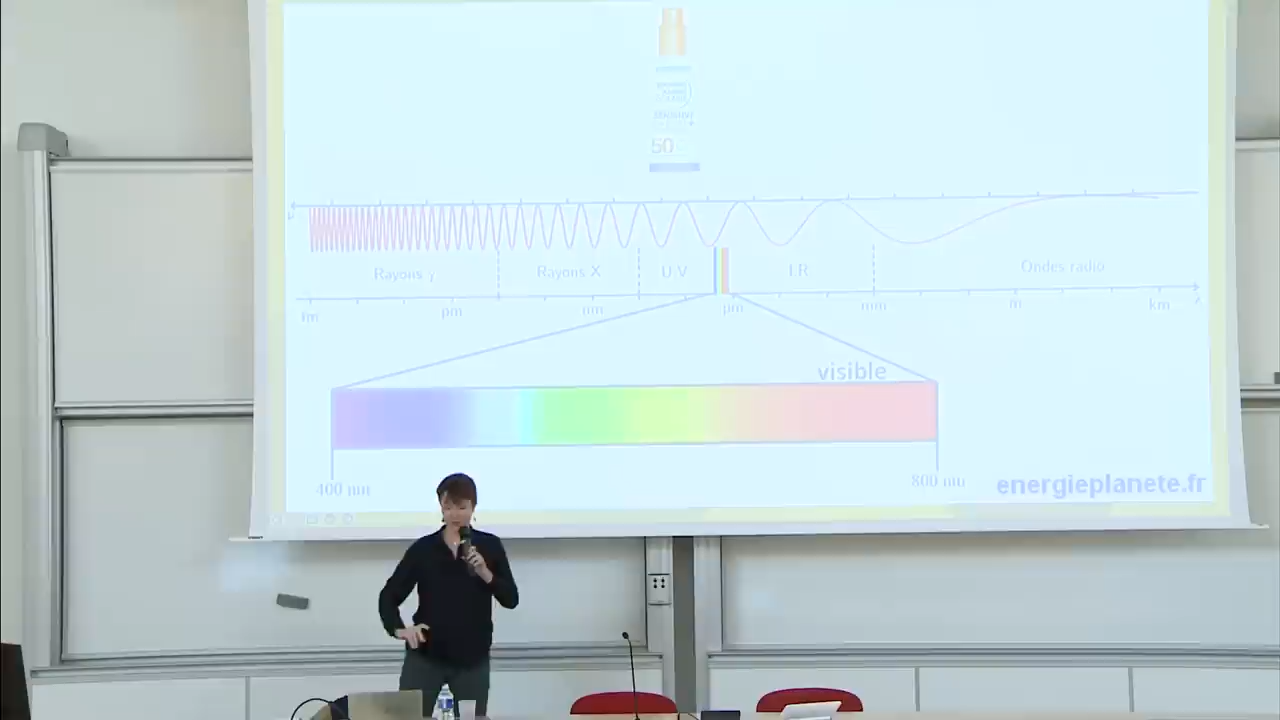 50
Rayons γ
Rayons X
U.V
I.R
Ondes radio
fm
pm
nm
µm
mm
m
km
visible
400 nm
800 nm
energieplanete.fr